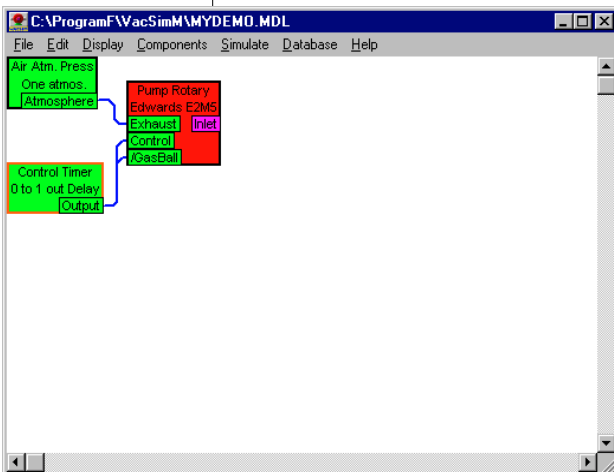 C:\ProgramF\VacSimM\MYDEMO.MDL
File Edit Display Components Simulate Database Help
Air Atm. Press
One atmos.
Atmosphere
Pump Rotary
Edwards E2M5
Exhaust Inlet
Control
/GasBall
Control Timer
0 to 1 out Delay
Output